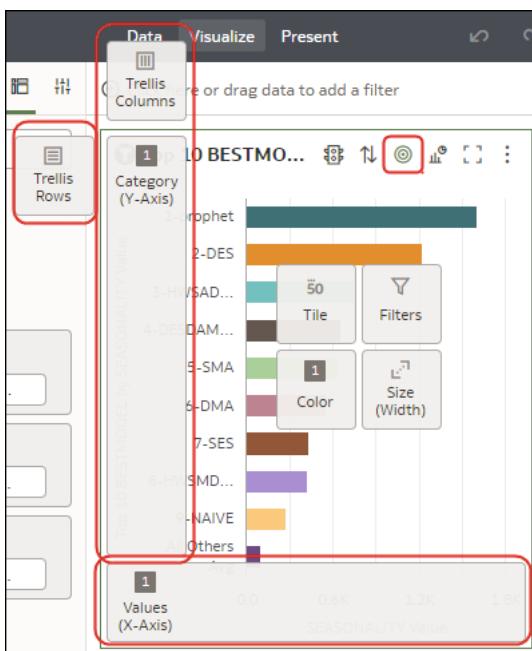 Data Visualize Present
Trellis
Columns
ere or drag data to add a filter
1
10 BESTMO...
Trellis
Rows
Category
(Y-Axis)
prophet
2-DES
3-HWSAD...
50
Tile
Filters
4-DESDAM...
5-SMA
1
Color
Size
(Width)
6-DMA
7-SES
8-HWSMD...
9-NAIVE
All Others
1
Values
(X-Axis)
0.0 0.6K 1.2K 1.8K
SEASONALITY Value